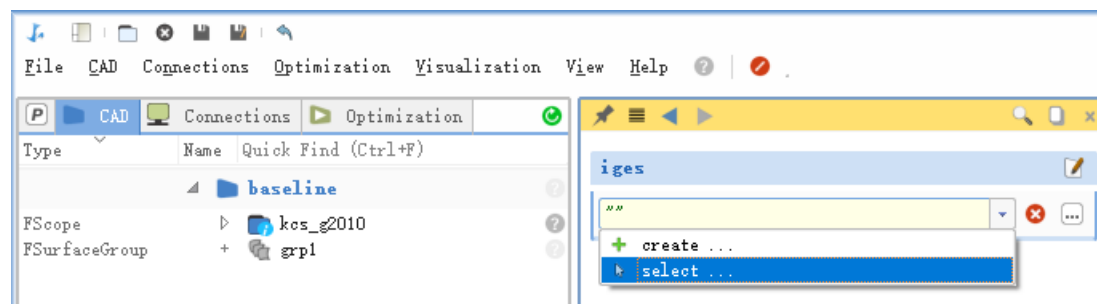 File CAD Connections Optimization Visualization View Help
P CAD Connections Optimization
Type Name Quick Find (Ctrl+F)
baseline
FScope kcs_g2010
FSurfaceGroup + grp1
iges
""
create ...
select ...